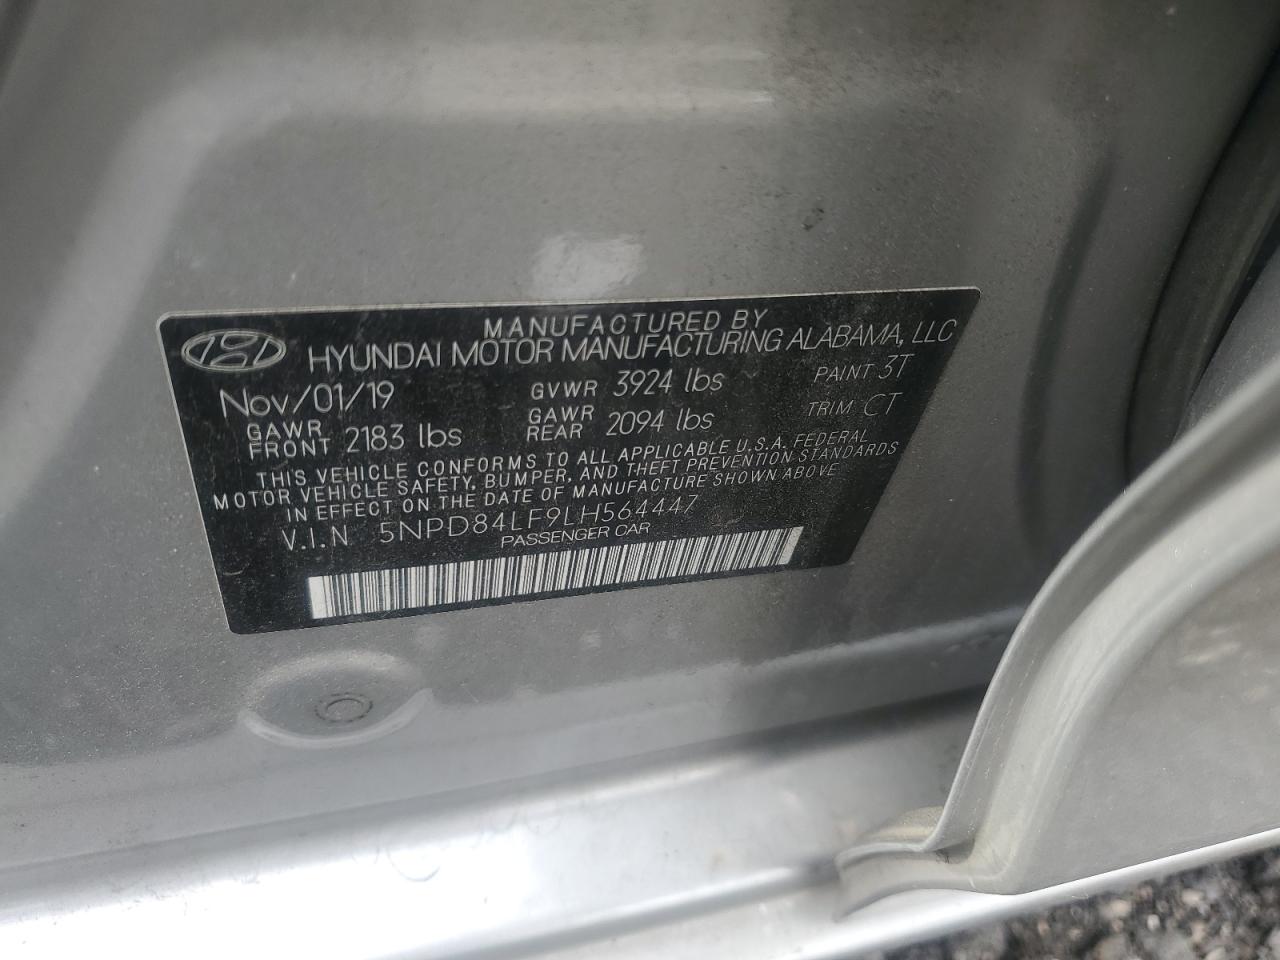 MANUFACTURED BY
HYUNDAI MOTOR MANUFACTURING ALABAMA, LLC
Nov/01/19 GVWR 3924 lbs PAINT 3T
GAWR FRONT 2183 lbs GAWR REAR 2094 lbs TRIM CT
THIS VEHICLE CONFORMS TO ALL APPLICABLE U.S.A. FEDERAL
MOTOR VEHICLE SAFETY, BUMPER, AND THEFT PREVENTION STANDARDS
IN EFFECT ON THE DATE OF MANUFACTURE SHOWN ABOVE
V.I.N 5NPD84LF9LH564447
PASSENGER CAR